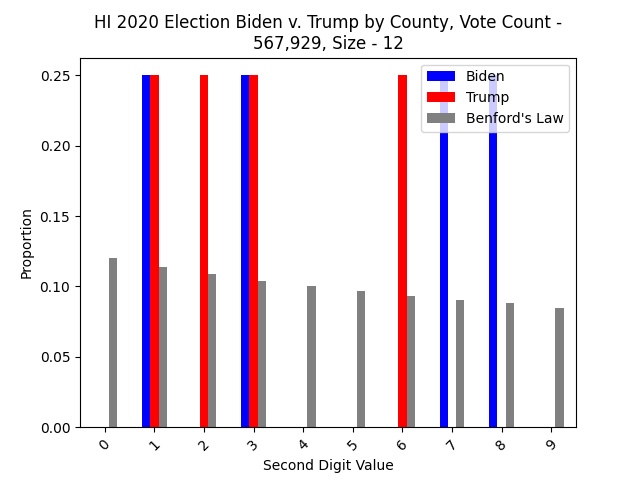 HI 2020 Election Biden v. Trump by County, Vote Count -
567,929, Size - 12
Biden
Trump
Benford's Law
0.25
0.20
0.15
0.10
0.05
0.00
Proportion
0
1
2
3
4
5
6
7
8
9
Second Digit Value